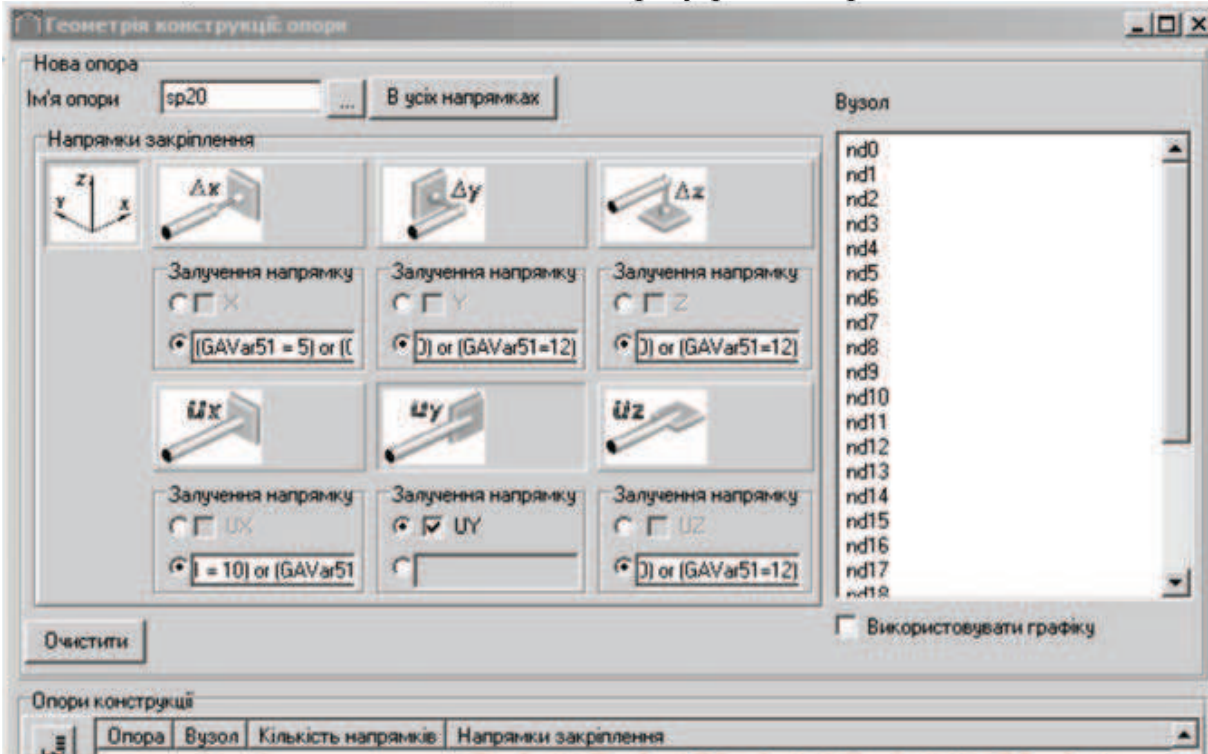 Геометрія конструкції: опори
Нова опора
Ім'я опори sp20 ... В усіх напрямках
Вузол
Напрямки закріплення
Z Y X
Δx Δy Δz
Залучення напрямку Залучення напрямку Залучення напрямку
X Y Z
(GAVar51 = 5) or (( 0) or (GAVar51=12) 0) or (GAVar51=12)
Ux Uy Uz
Залучення напрямку Залучення напрямку Залучення напрямку
UX UY UZ
= 10) or (GAVar51 0) or (GAVar51=12)
nd0
nd1
nd2
nd3
nd4
nd5
nd6
nd7
nd8
nd9
nd10
nd11
nd12
nd13
nd14
nd15
nd16
nd17
nd18
Використовувати графіку
Очистити
Опори конструкції
Опора Вузол Кількість напрямків Напрямки закріплення